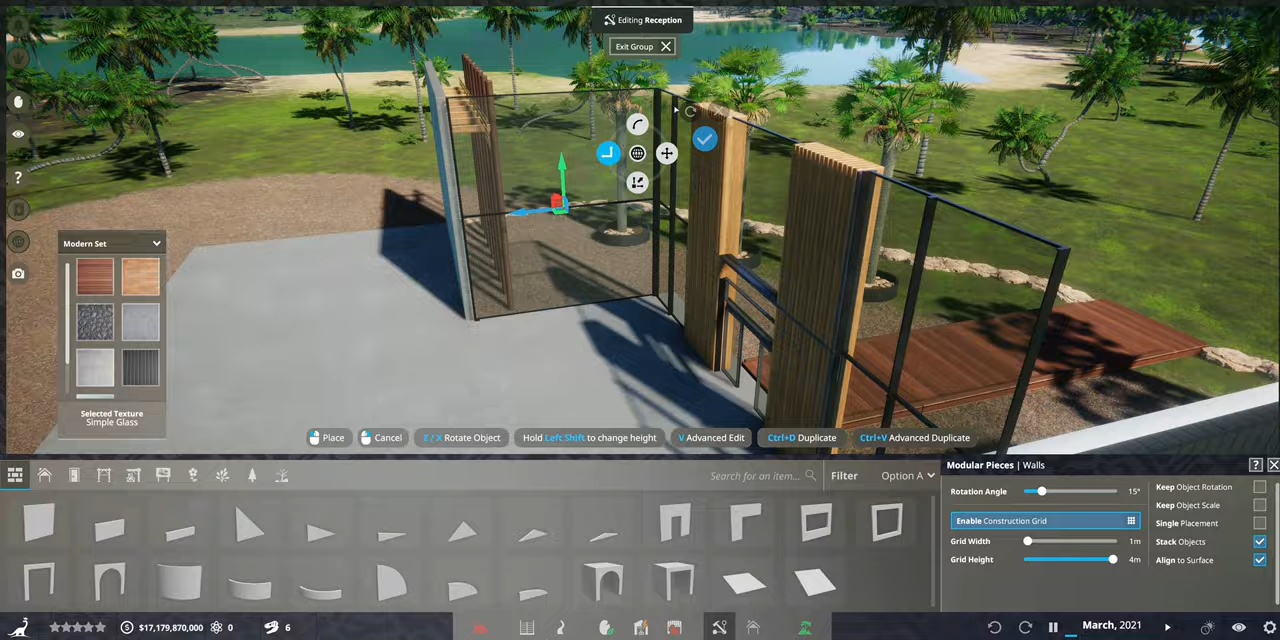 Editing Reception
Exit Group
?
Modern Set
Selected Texture
Simple Glass
Place
Cancel
Z / X Rotate Object
Hold Left Shift to change height
V Advanced Edit
Ctrl+D Duplicate
Ctrl+V Advanced Duplicate
Search for an item...
Filter
Option A
Modular Pieces | Walls
?
Rotation Angle
15°
Enable Construction Grid
Grid Width
1m
Grid Height
4m
Keep Object Rotation
Keep Object Scale
Single Placement
Stack Objects
Align to Surface
$17,179,870,000
0
6
March, 2021